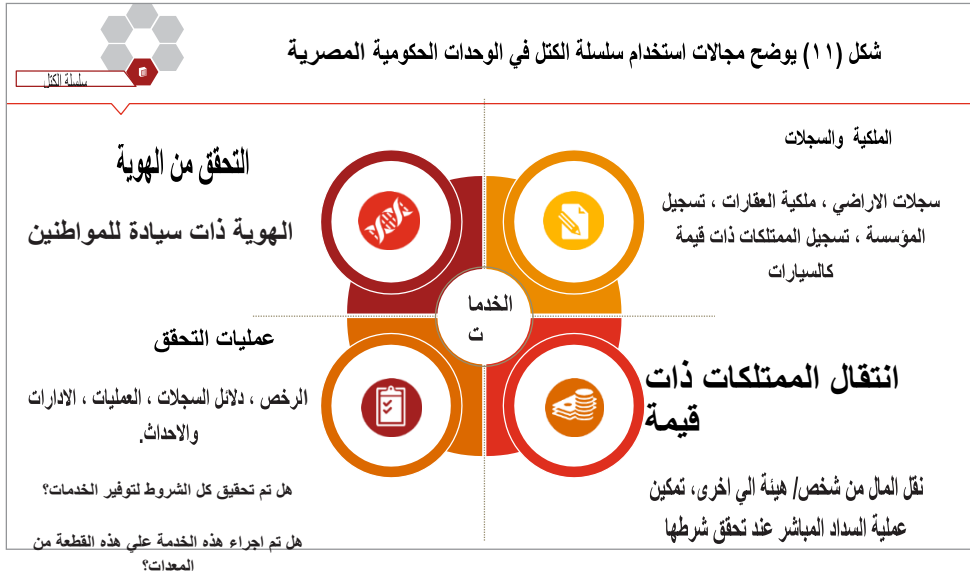 شكل (١١) يوضح مجالات استخدام سلسلة الكتل في الوحدات الحكومية المصرية
سلسلة الكتل
الملكية والسجلات
سجلات الاراضي ، ملكية العقارات ، تسجيل
المؤسسة ، تسجيل الممتلكات ذات قيمة
كالسيارات
التحقق من الهوية
الهوية ذات سيادة للمواطنين
الخدما
ت
انتقال الممتلكات ذات
قيمة
نقل المال من شخص/ هيئة الي اخرى، تمكين
عملية السداد المباشر عند تحقق شرطها
عمليات التحقق
الرخص ، دلائل السجلات ، العمليات ، الادارات
والاحداث.
هل تم تحقيق كل الشروط لتوفير الخدمات؟
هل تم اجراء هذه الخدمة علي هذه القطعة من
المعدات؟